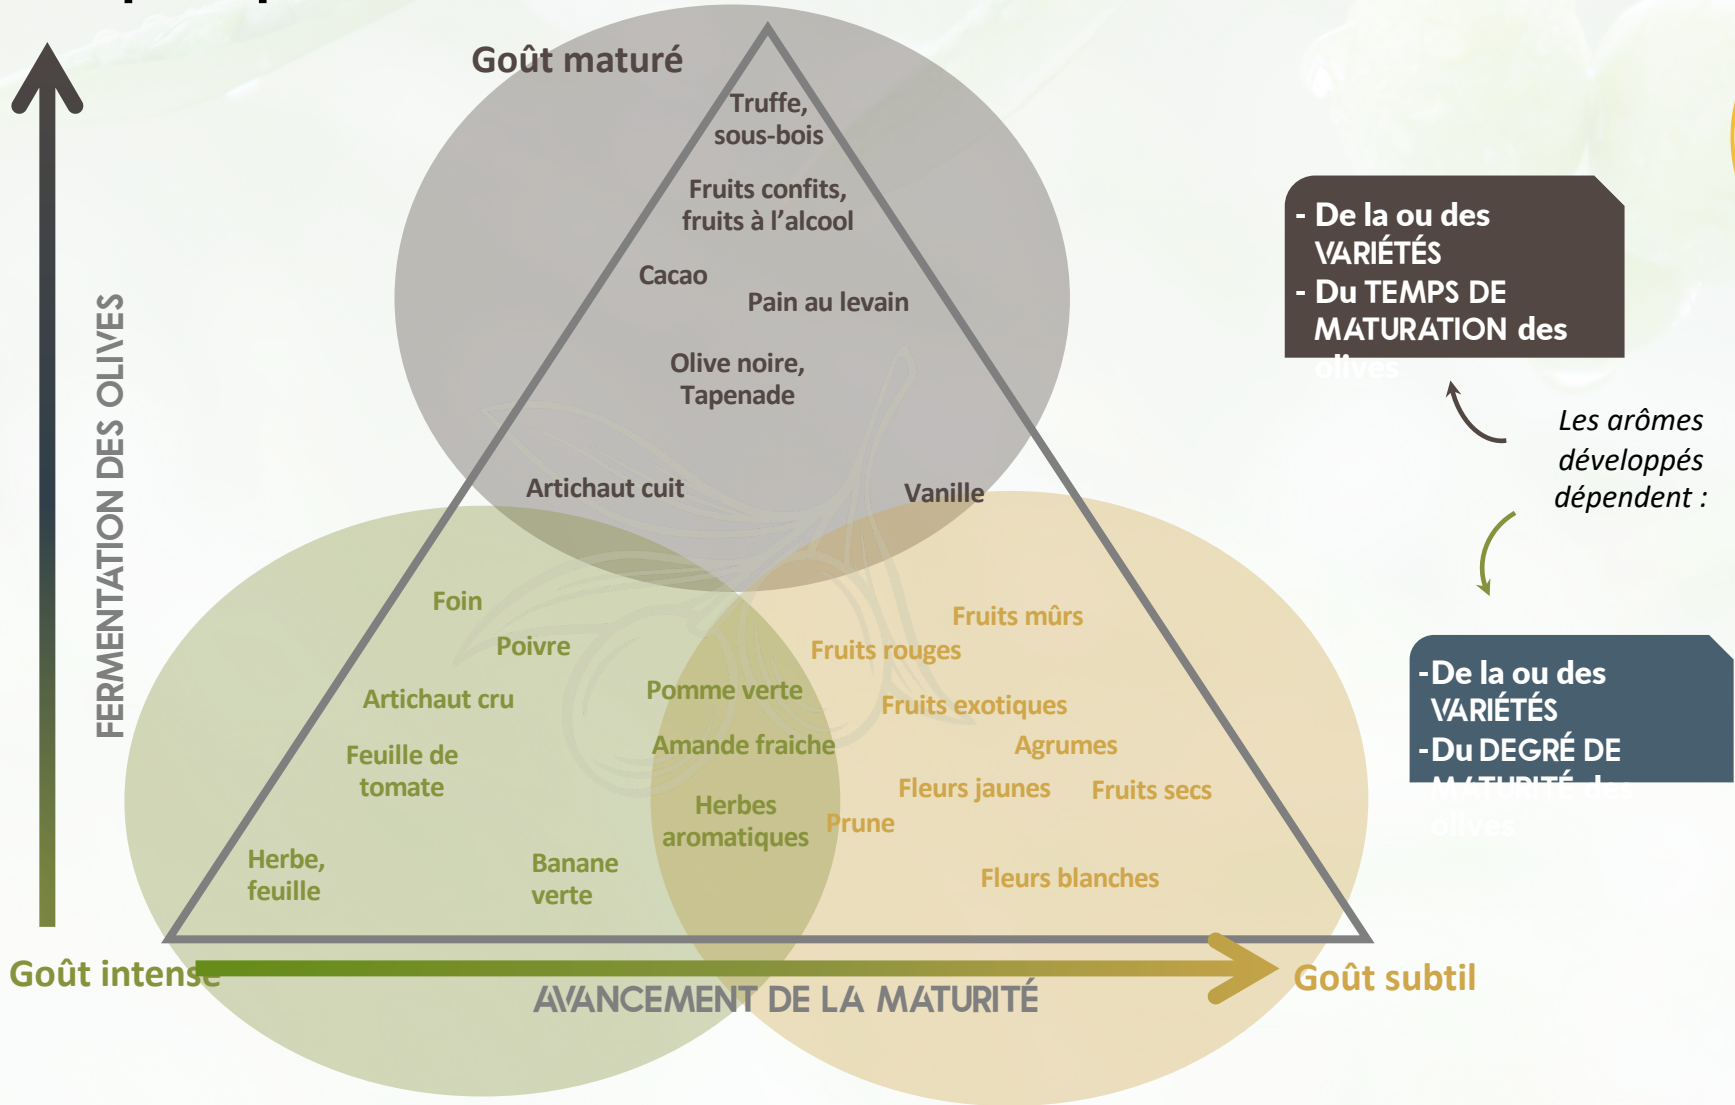 Goût maturé
Truffe,
sous-bois
Fruits confits,
fruits à l'alcool
Cacao
Pain au levain
Olive noire,
Tapenade
Artichaut cuit
Vanille
FERMENTATION DES OLIVES
- De la ou des
VARIÉTÉS
- Du TEMPS DE
MATURATION des
olives
Les arômes
développés
dépendent :
-De la ou des
VARIÉTÉS
-Du DEGRÉ DE
MATURITÉ des
olives
Foin
Poivre
Artichaut cru
Feuille de
tomate
Herbe,
feuille
Banane
verte
Pomme verte
Amande fraiche
Herbes
aromatiques
Fruits mûrs
Fruits rouges
Fruits exotiques
Agrumes
Fleurs jaunes
Fruits secs
Prune
Fleurs blanches
Goût intense
Goût subtil
AVANCEMENT DE LA MATURITÉ